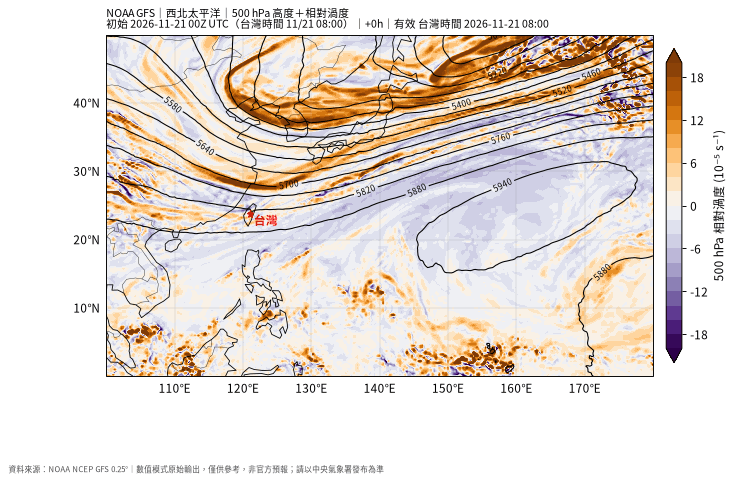 NOAA GFS｜西北太平洋｜500 hPa 高度＋相對渦度
初始 2026-11-21 00Z UTC（台灣時間 11/21 08:00）｜+0h｜有效 台灣時間 2026-11-21 08:00
40°N
30°N
20°N
10°N
110°E
120°E
130°E
140°E
150°E
160°E
170°E
5580
5640
5700
5820
5880
5940
5760
5400
5460
5520
5880
台灣
18
12
6
0
-6
-12
-18
500 hPa 相對渦度 (10⁻⁵ s⁻¹)
資料來源：NOAA NCEP GFS 0.25°｜數值模式原始輸出，僅供參考，非官方預報；請以中央氣象署發布為準